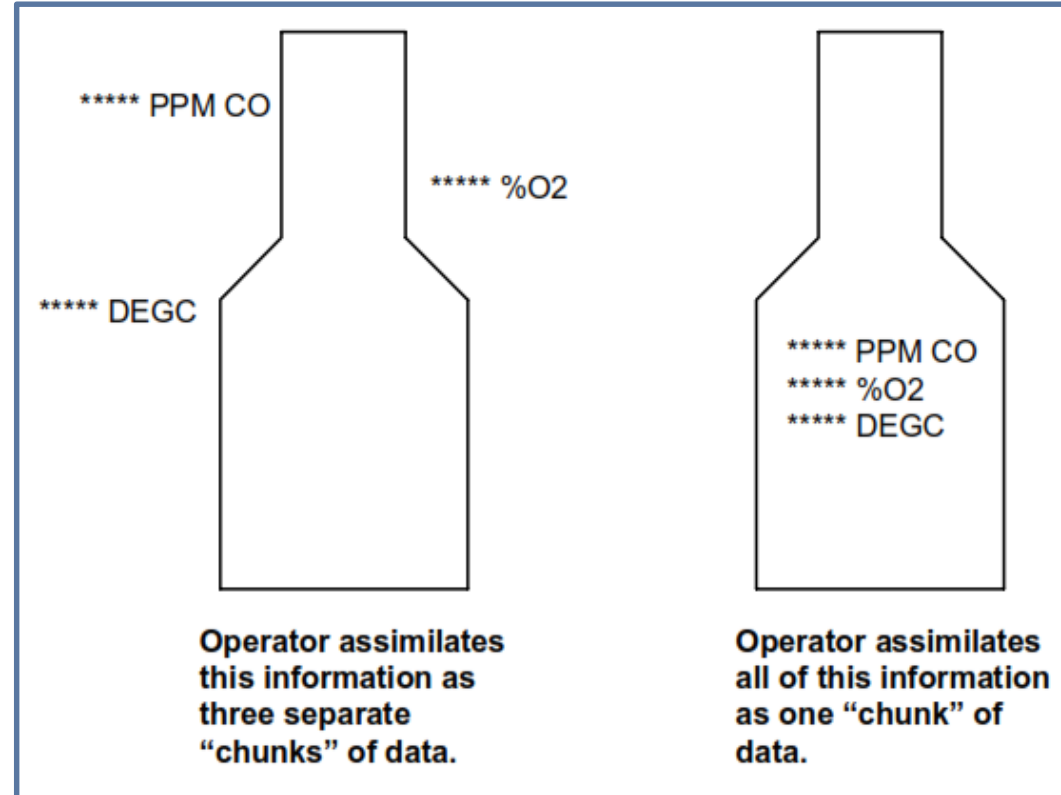 ***** PPM CO
***** %O2
***** DEGC
***** PPM CO
***** %O2
***** DEGC
Operator assimilates
this information as
three separate
“chunks” of data.
Operator assimilates
all of this information
as one “chunk” of
data.